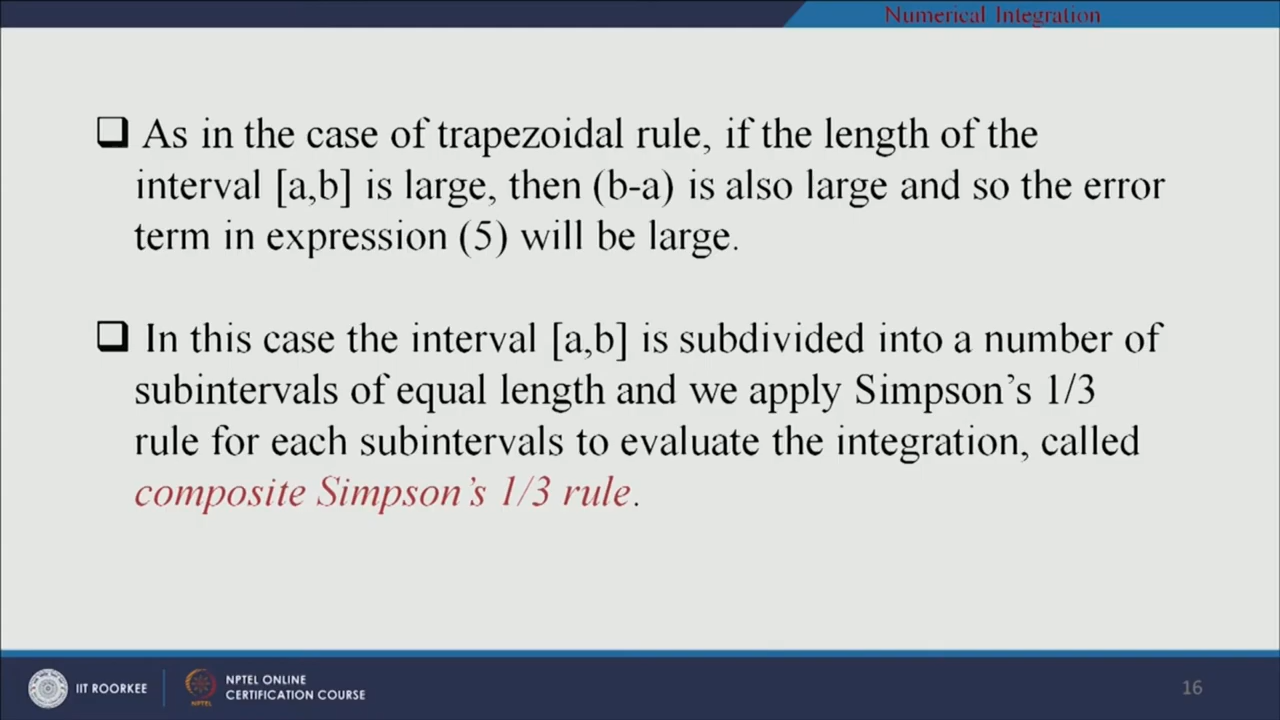 Numerical Integration
As in the case of trapezoidal rule, if the length of the
interval [a,b] is large, then (b-a) is also large and so the error
term in expression (5) will be large.
In this case the interval [a,b] is subdivided into a number of
subintervals of equal length and we apply Simpson’s 1/3
rule for each subintervals to evaluate the integration, called
composite Simpson’s 1/3 rule.
IIT ROORKEE
NPTEL
NPTEL ONLINE
CERTIFICATION COURSE
16